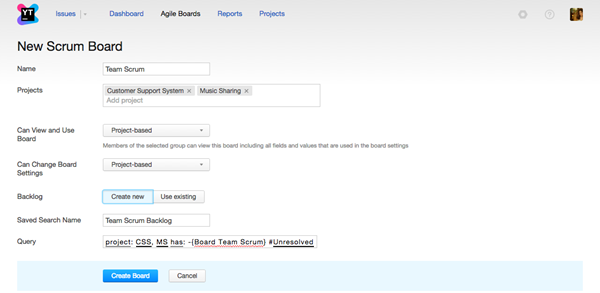 YT Issues Dashboard Agile Boards Reports Projects
New Scrum Board
Name Team Scrum
Projects Customer Support System × Music Sharing ×
Add project
Can View and Use Board Project-based
Members of the selected group can view this board including all fields and values that are used in the board settings
Can Change Board Settings Project-based
Backlog Create new Use existing
Saved Search Name Team Scrum Backlog
Query project: CSS, MS has: -{Board Team Scrum} #Unresolved
Create Board Cancel